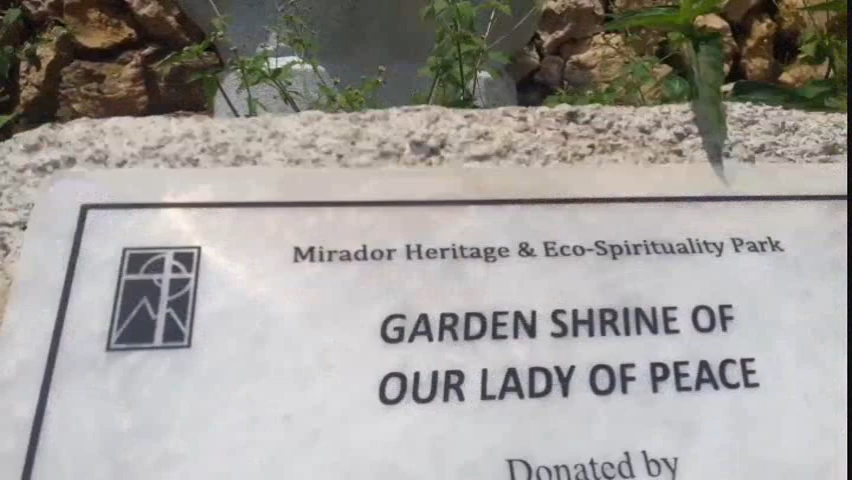 Mirador Heritage & Eco-Spirituality Park
GARDEN SHRINE OF
OUR LADY OF PEACE
Donated by